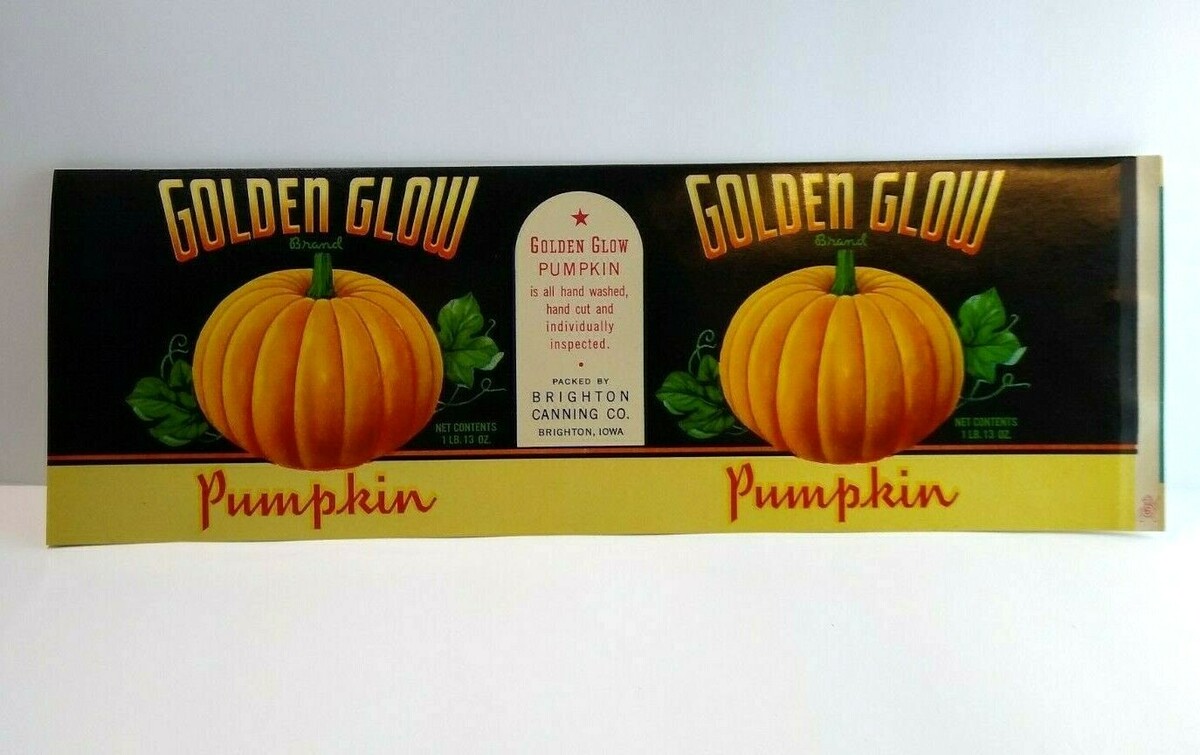 GOLDEN GLOW
Brand
NET CONTENTS
1 LB. 13 OZ.
Pumpkin
★
GOLDEN GLOW
PUMPKIN
is all hand washed,
hand cut and
individually
inspected.
•
PACKED BY
BRIGHTON
CANNING CO.
BRIGHTON, IOWA
GOLDEN GLOW
Brand
NET CONTENTS
1 LB. 13 OZ.
Pumpkin